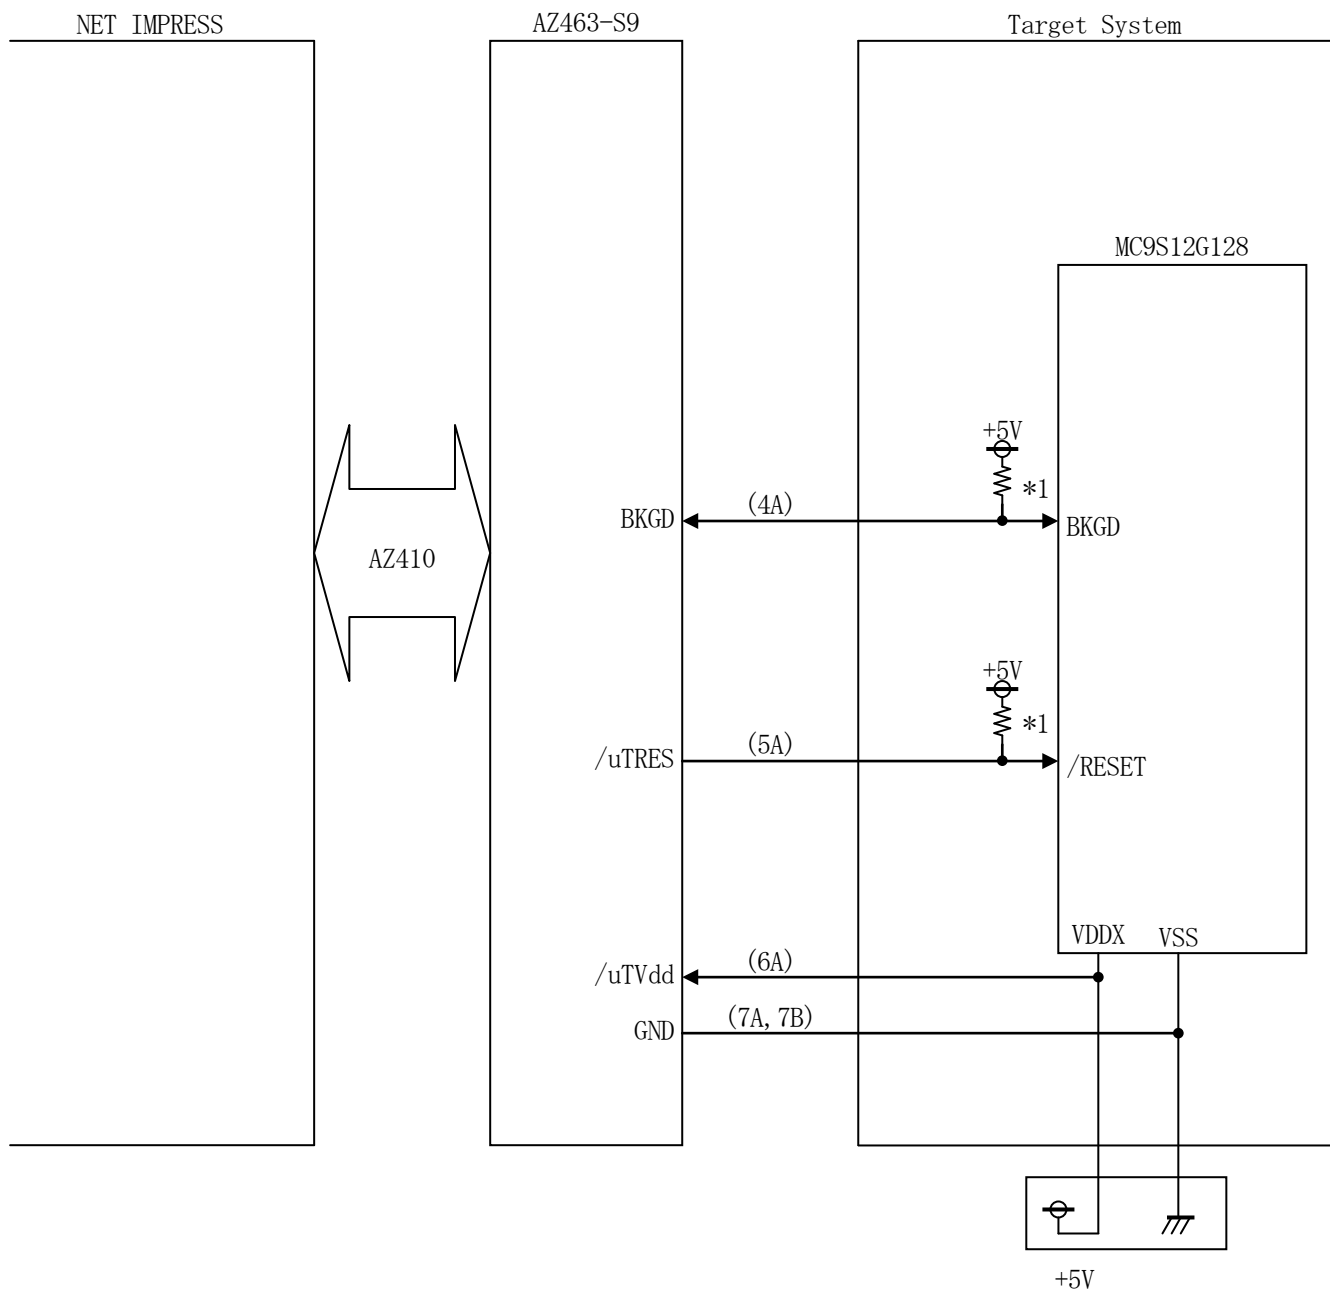 NET IMPRESS
AZ463-S9
Target System
MC9S12G128
+5V
*1
BKGD
(4A)
BKGD
AZ410
+5V
*1
/uTRES
(5A)
/RESET
VDDX
VSS
/uTVdd
(6A)
GND
(7A, 7B)
+5V